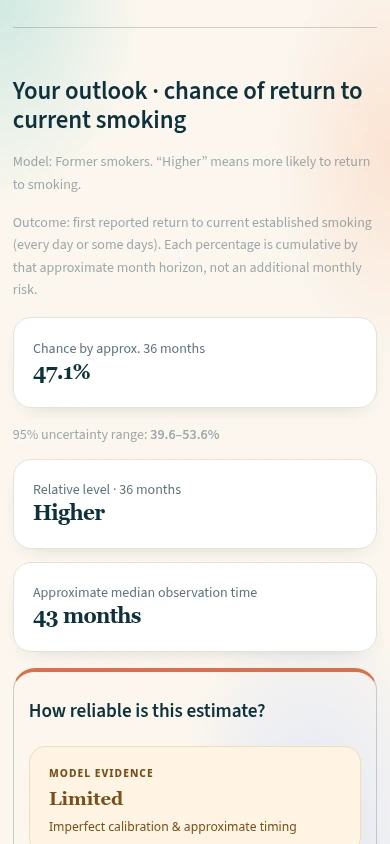 Your outlook · chance of return to
current smoking
Model: Former smokers. “Higher” means more likely to return
to smoking.
Outcome: first reported return to current established smoking
(every day or some days). Each percentage is cumulative by
that approximate month horizon, not an additional monthly
risk.
Chance by approx. 36 months
47.1%
95% uncertainty range: 39.6–53.6%
Relative level · 36 months
Higher
Approximate median observation time
43 months
How reliable is this estimate?
MODEL EVIDENCE
Limited
Imperfect calibration & approximate timing